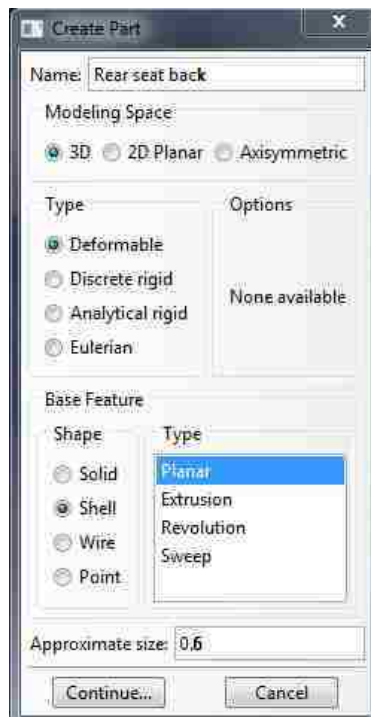 Create Part
X
Name: Rear seat back
Modeling Space
3D 2D Planar Axisymmetric
Type
Deformable
Discrete rigid
Analytical rigid
Eulerian
Options
None available
Base Feature
Shape
Solid
Shell
Wire
Point
Type
Planar
Extrusion
Revolution
Sweep
Approximate size: 0.6
Continue... Cancel